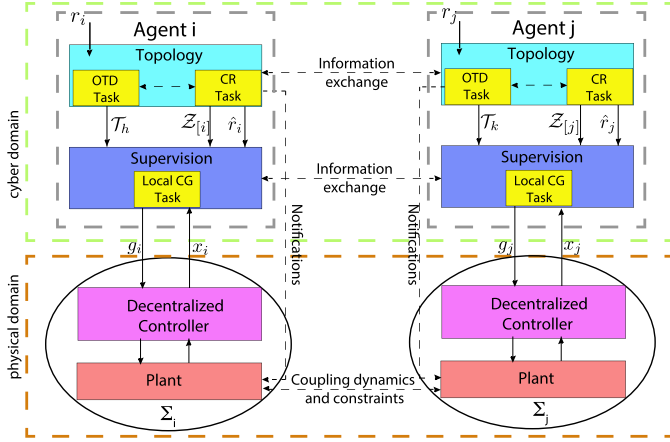 r_i
Agent i
Topology
OTD
Task
CR
Task
𝒯_h
𝒵_[i]
r̂_i
Supervision
Local CG
Task
g_i
x_i
Decentralized
Controller
Plant
Σ_i
cyber domain
physical domain
Information
exchange
Information
exchange
Notifications
Notifications
Coupling dynamics
and constraints
r_j
Agent j
Topology
OTD
Task
CR
Task
𝒯_k
𝒵_[j]
r̂_j
Supervision
Local CG
Task
g_j
x_j
Decentralized
Controller
Plant
Σ_j